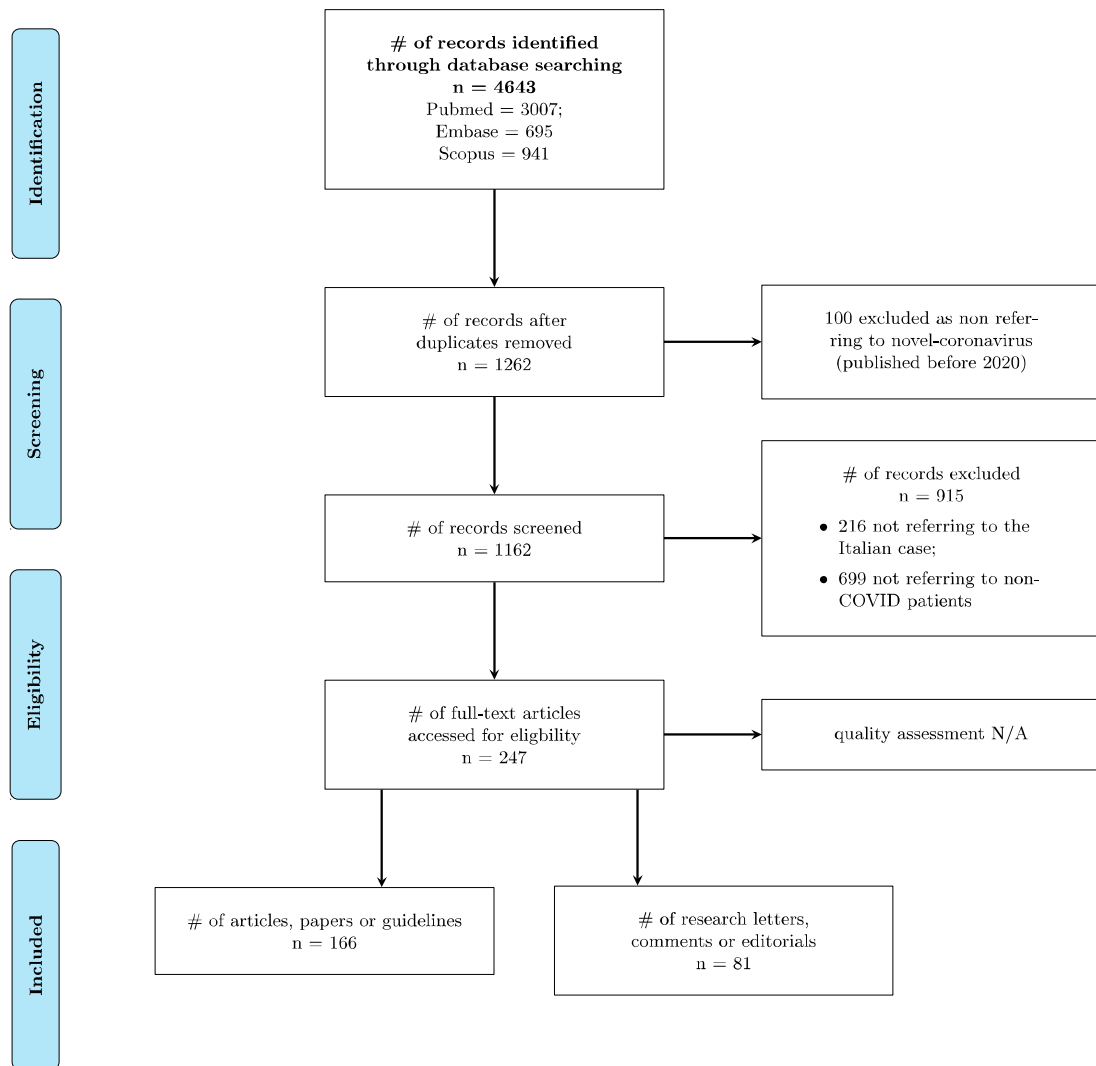 Identification
# of records identified
through database searching
n = 4643
Pubmed = 3007;
Embase = 695
Scopus = 941
Screening
# of records after
duplicates removed
n = 1262
100 excluded as non refer-
ring to novel-coronavirus
(published before 2020)
# of records screened
n = 1162
# of records excluded
n = 915
• 216 not referring to the
Italian case;
• 699 not referring to non-
COVID patients
Eligibility
# of full-text articles
accessed for eligbility
n = 247
quality assessment N/A
Included
# of articles, papers or guidelines
n = 166
# of research letters,
comments or editorials
n = 81